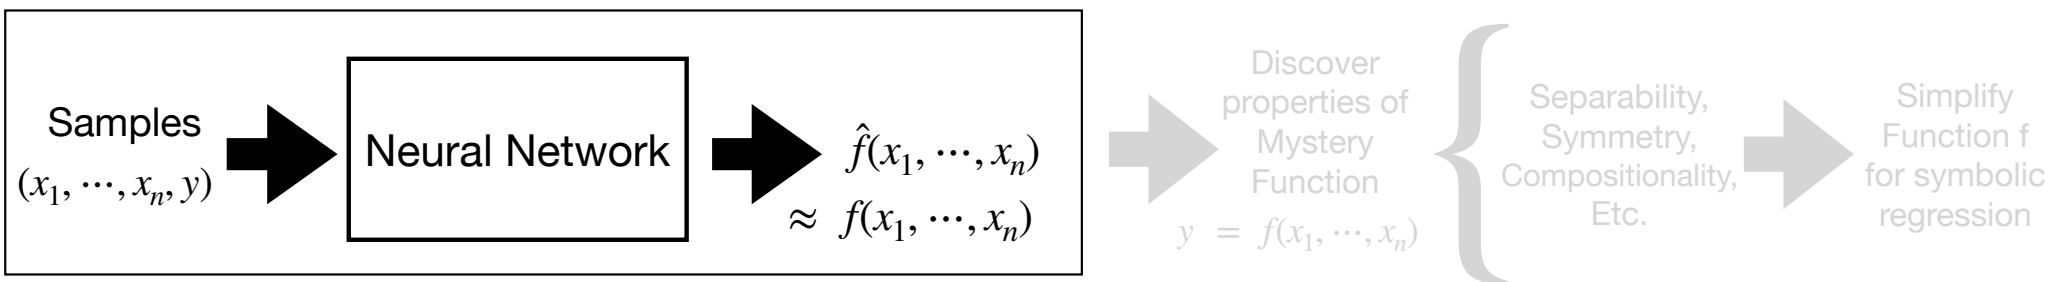 Samples
(x₁, ⋯, xₙ, y)
Neural Network
f̂(x₁, ⋯, xₙ)
≈ f(x₁, ⋯, xₙ)
Discover
properties of
Mystery
Function
y = f(x₁, ⋯, xₙ)
Separability,
Symmetry,
Compositionality,
Etc.
Simplify
Function f
for symbolic
regression